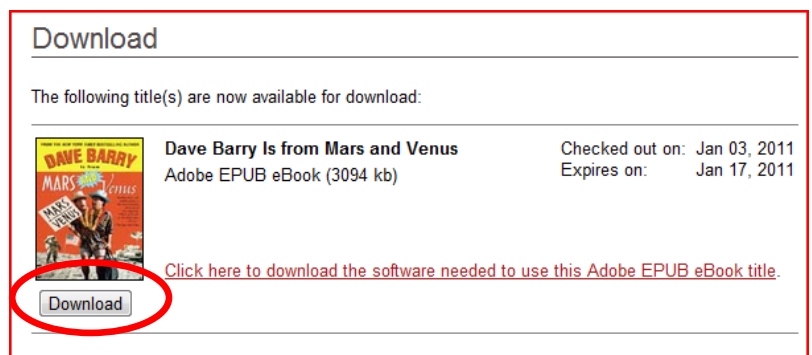 Download
The following title(s) are now available for download:
DAVE BARRY
MARS
Venus
MARS
VENUS
Dave Barry Is from Mars and Venus
Checked out on: Jan 03, 2011
Adobe EPUB eBook (3094 kb)
Expires on: Jan 17, 2011
Click here to download the software needed to use this Adobe EPUB eBook title.
Download